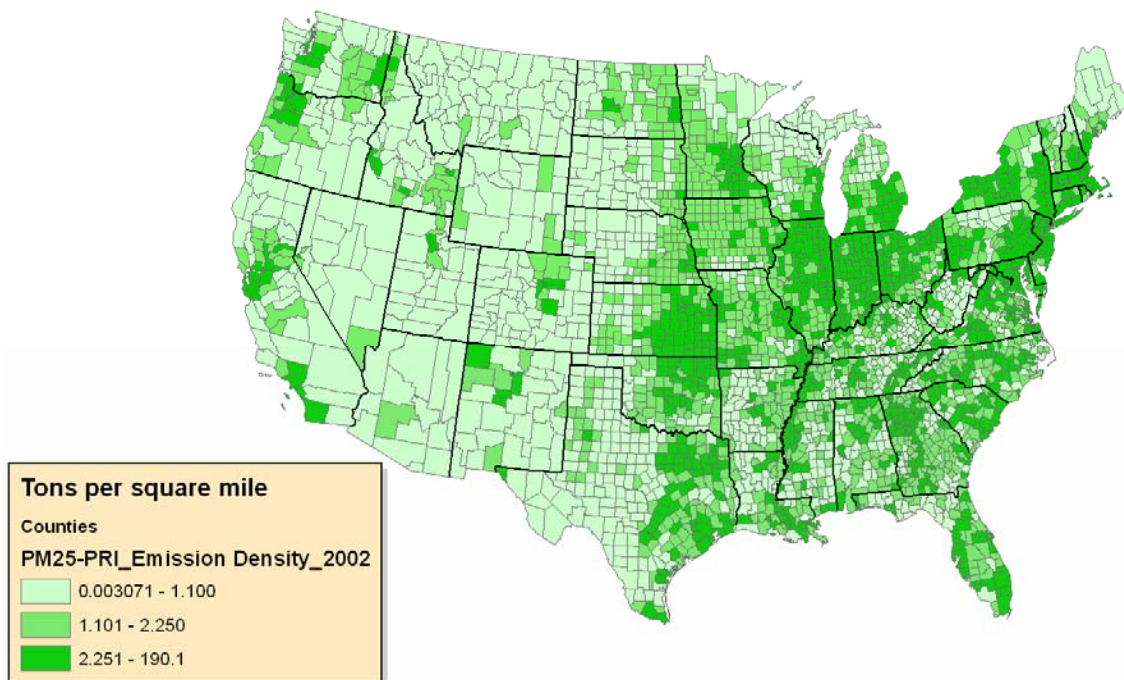 Tons per square mile
Counties
PM25-PRI_Emission Density_2002
0.003071 - 1.100
1.101 - 2.250
2.251 - 190.1